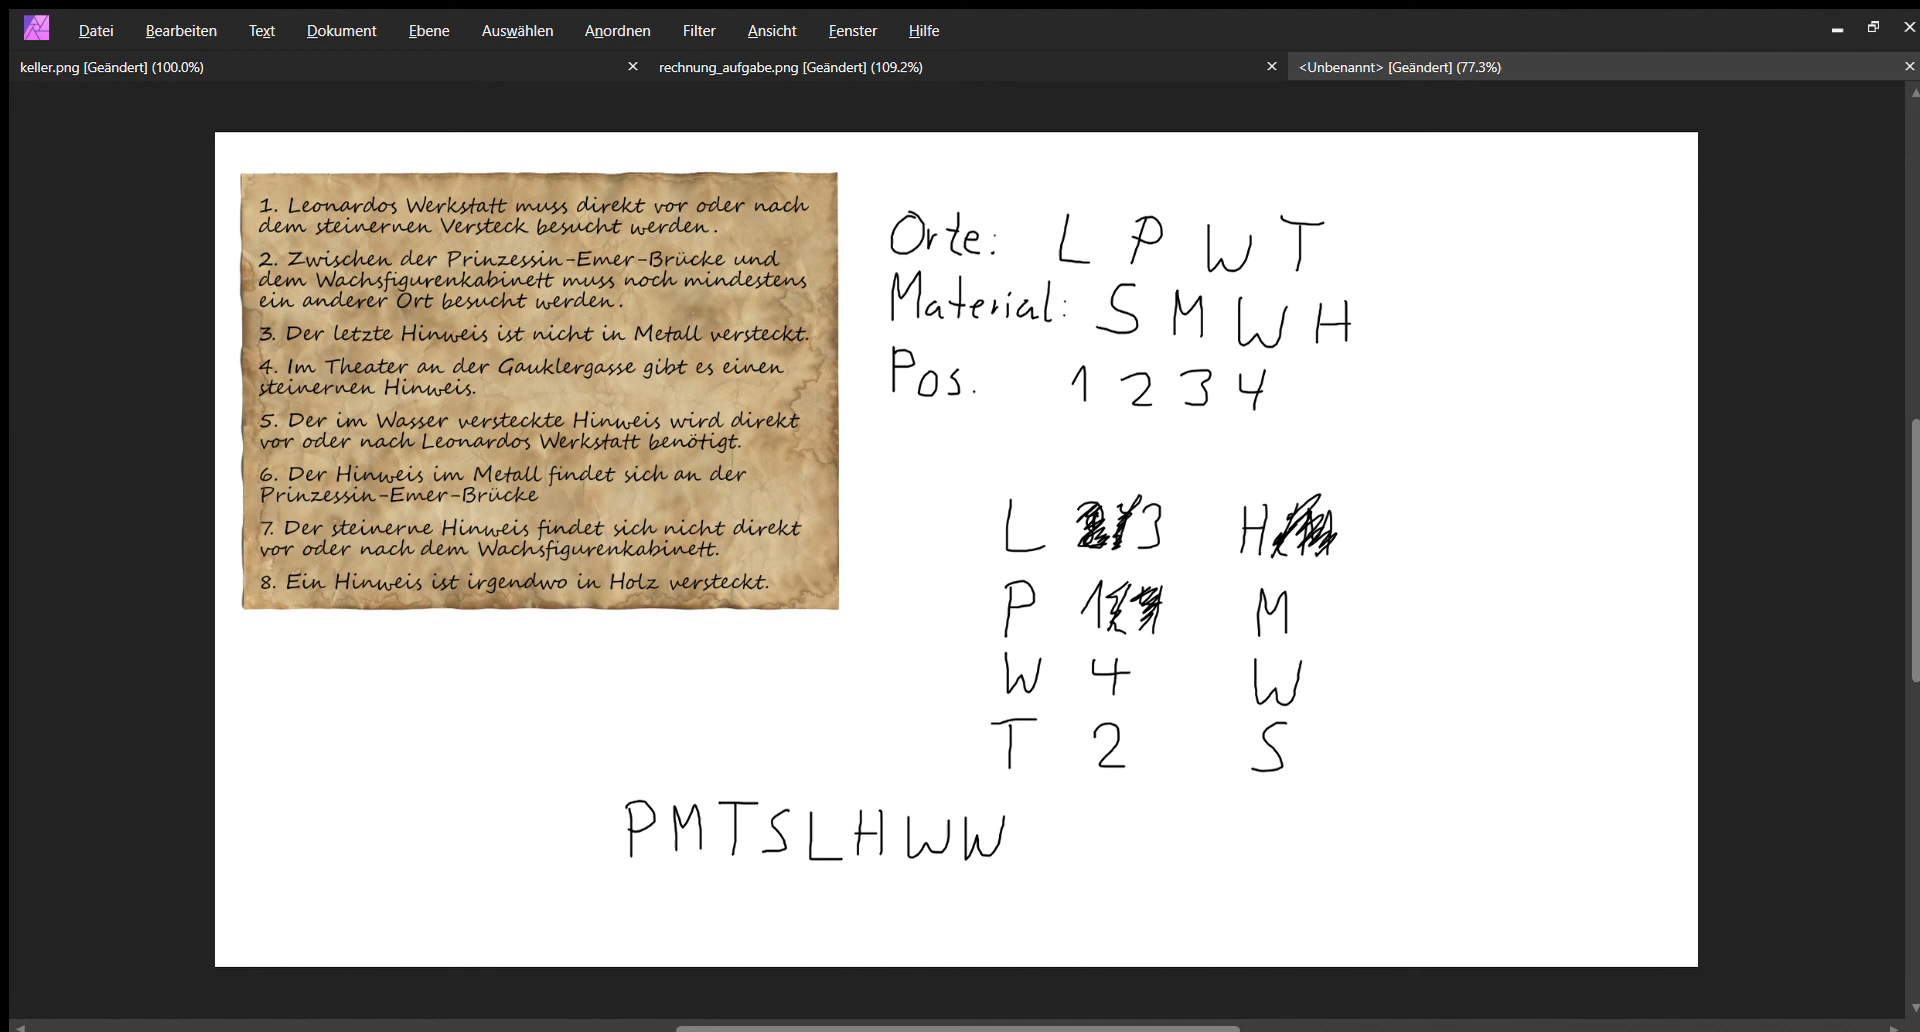 Datei Bearbeiten Text Dokument Ebene Auswählen Anordnen Filter Ansicht Fenster Hilfe
keller.png [Geändert] (100.0%) rechnung_aufgabe.png [Geändert] (109.2%) <Unbenannt> [Geändert] (77.3%)
1. Leonardos Werkstatt muss direkt vor oder nach
dem steinernen Versteck besucht werden.
2. Zwischen der Prinzessin-Emer-Brücke und
dem Wachsfigurenkabinett muss noch mindestens
ein anderer Ort besucht werden.
3. Der letzte Hinweis ist nicht in Metall versteckt.
4. Im Theater an der Gauklergasse gibt es einen
steinernen Hinweis.
5. Der im Wasser versteckte Hinweis wird direkt
vor oder nach Leonardos Werkstatt benötigt.
6. Der Hinweis im Metall findet sich an der
Prinzessin-Emer-Brücke
7. Der steinerne Hinweis findet sich nicht direkt
vor oder nach dem Wachsfigurenkabinett.
8. Ein Hinweis ist irgendwo in Holz versteckt.
Orte: L P W T
Material: S M W H
Pos. 1 2 3 4
L 3 H
P 1 M
W 4 W
T 2 S
PMTSLHWW